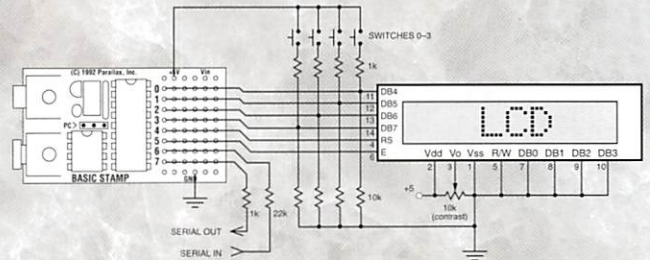 SWITCHES 0–3
1k
(C) 1992 Parallax, Inc.
+5V
Vin
0
1
2
3
4
5
6
7
PC>
BASIC STAMP
GND
DB4
11
DB5
12
DB6
13
DB7
14
RS
4
E
6
LCD
Vdd Vo Vss R/W DB0 DB1 DB2 DB3
2 3 1 5 7 8 9 10
+5
10k
(contrast)
1k
22k
10k
SERIAL OUT
SERIAL IN